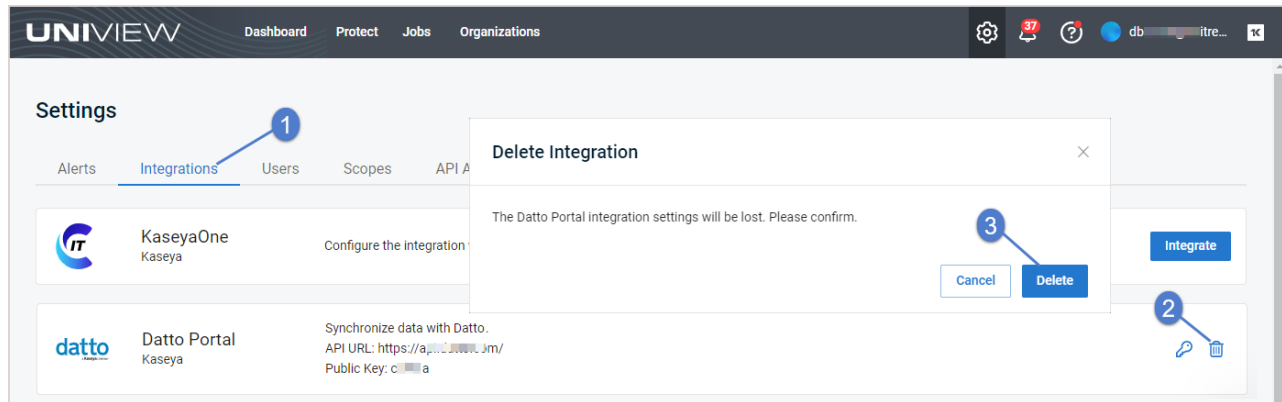 UNIVIEW
Dashboard Protect Jobs Organizations
37
?
Settings
1
Alerts Integrations Users Scopes API A
Delete Integration
The Datto Portal integration settings will be lost. Please confirm.
3
Cancel Delete
IT
KaseyaOne
Kaseya
Configure the integration
Integrate
2
datto
Datto Portal
Kaseya
Synchronize data with Datto.
API URL: https://
Public Key: